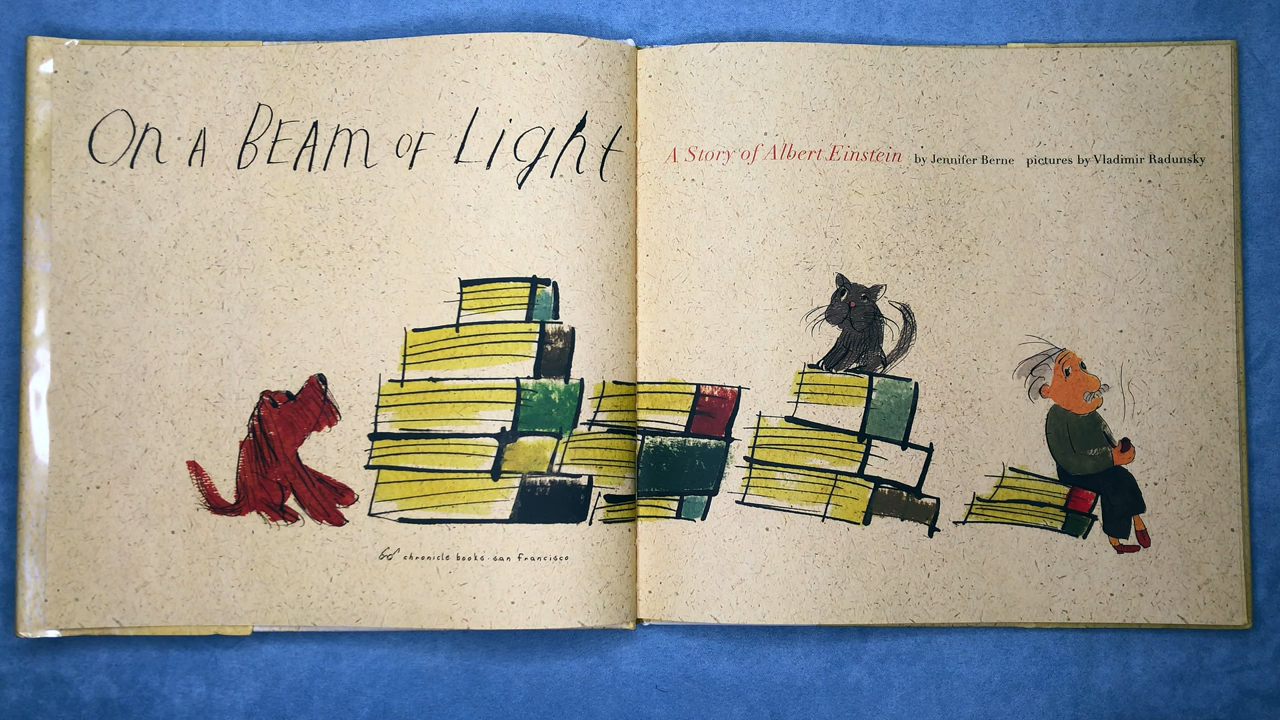 On A BEAM OF Light
A Story of Albert Einstein by Jennifer Berne pictures by Vladimir Radunsky
chronicle books · san francisco